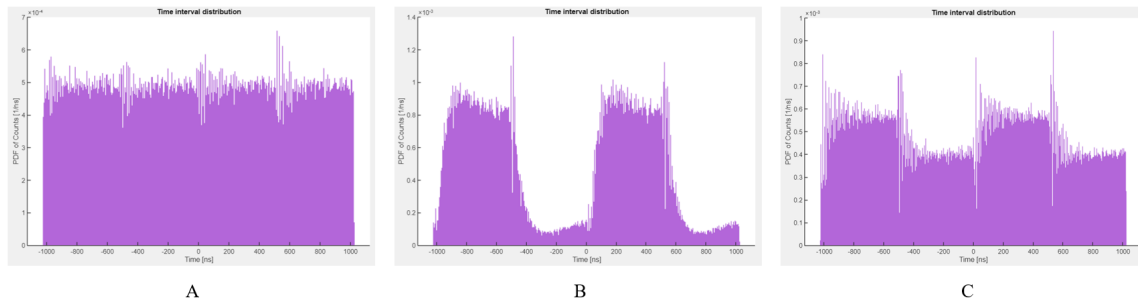 Time interval distribution
×10⁻⁴
7
6
5
4
3
2
1
0
PDF of Counts [1/ns]
-1000 -800 -600 -400 -200 0 200 400 600 800 1000
Time [ns]
A
Time interval distribution
×10⁻³
1.4
1.2
1
0.8
0.6
0.4
0.2
0
PDF of Counts [1/ns]
-1000 -800 -600 -400 -200 0 200 400 600 800 1000
Time [ns]
B
Time interval distribution
×10⁻³
1
0.9
0.8
0.7
0.6
0.5
0.4
0.3
0.2
0.1
0
PDF of Counts [1/ns]
-1000 -800 -600 -400 -200 0 200 400 600 800 1000
Time [ns]
C